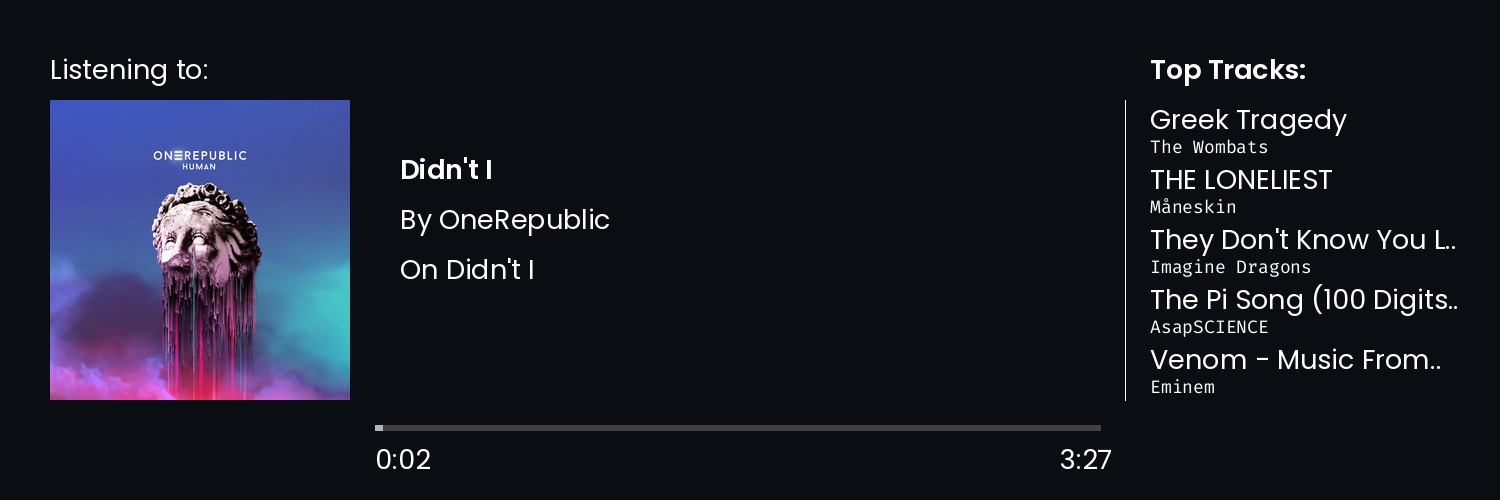 Listening to:
ONEREPUBLIC
HUMAN
Didn't I
By OneRepublic
On Didn't I
0:02
3:27
Top Tracks:
Greek Tragedy
The Wombats
THE LONELIEST
Måneskin
They Don't Know You L..
Imagine Dragons
The Pi Song (100 Digits..
AsapSCIENCE
Venom - Music From..
Eminem